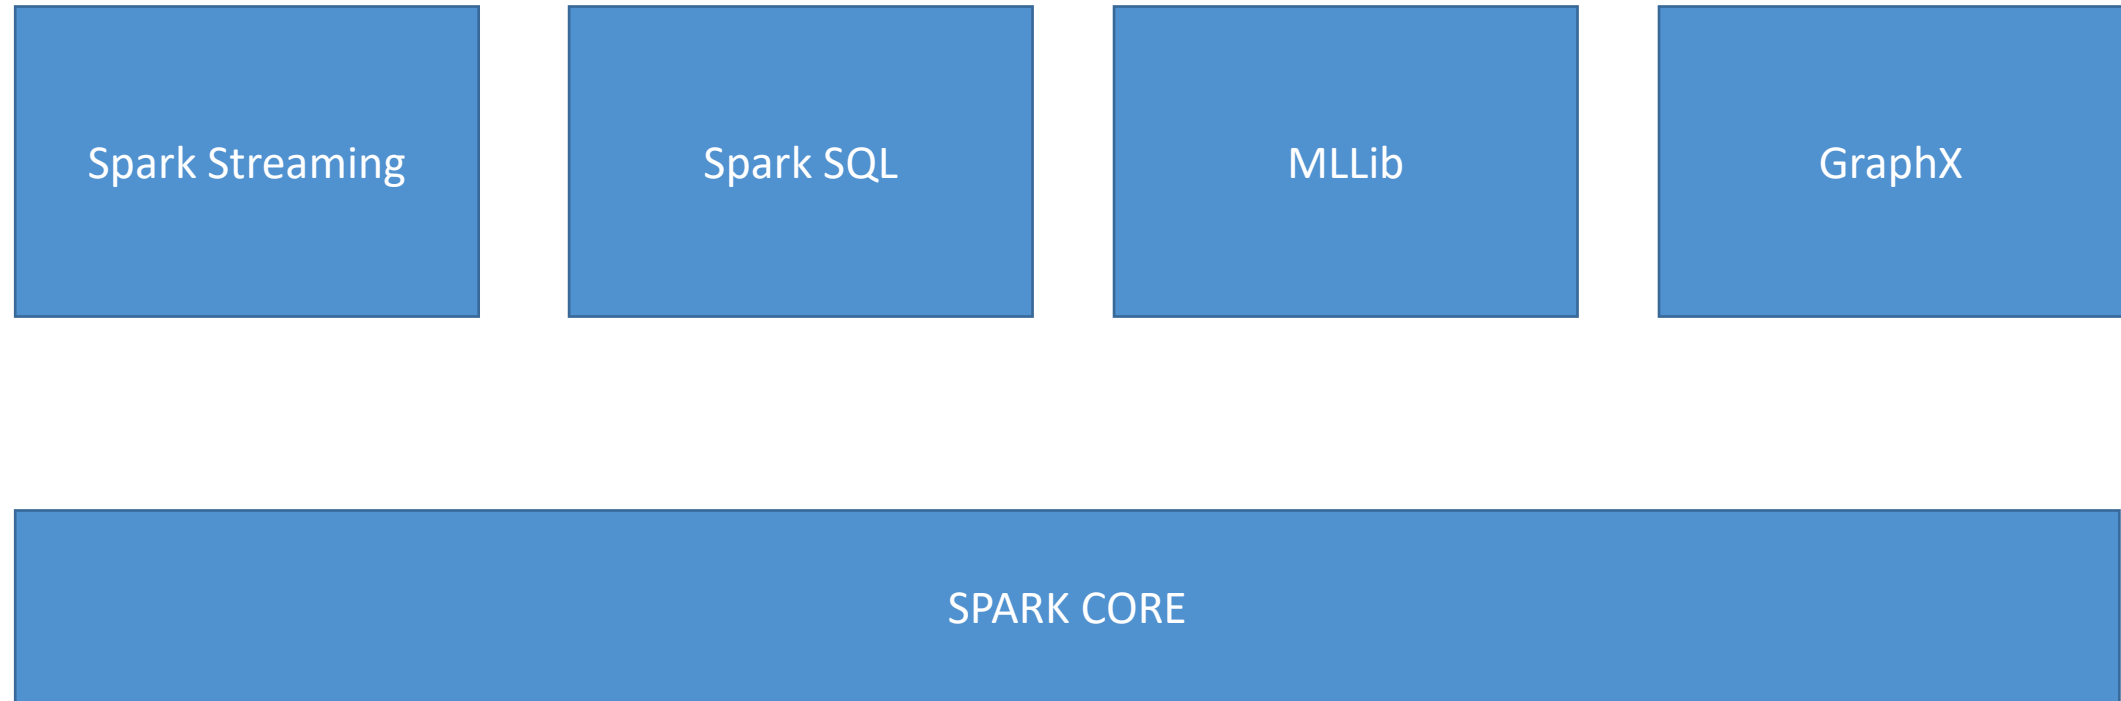 Spark Streaming
Spark SQL
MLLib
GraphX
SPARK CORE